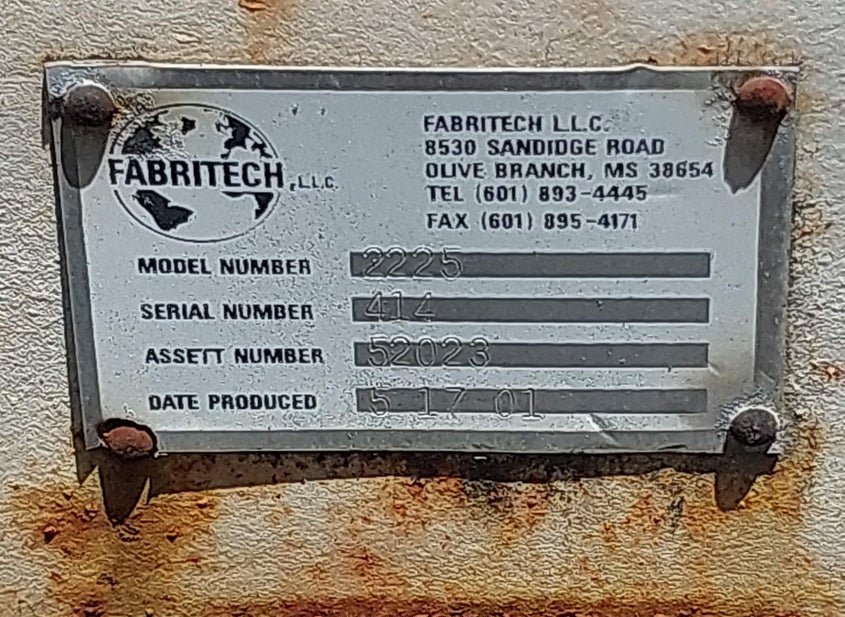 FABRITECH, L.L.C.
FABRITECH L.L.C.
8530 SANDIDGE ROAD
OLIVE BRANCH, MS 38654
TEL (601) 893-4445
FAX (601) 895-4171
MODEL NUMBER 2225
SERIAL NUMBER 414
ASSETT NUMBER 52023
DATE PRODUCED 5 17 01